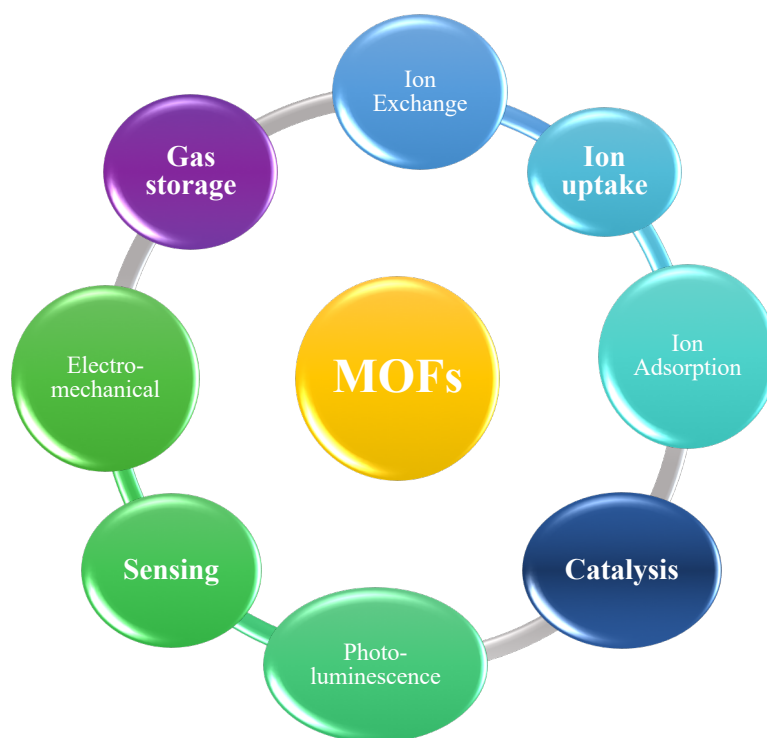 Ion
Exchange
Ion
uptake
Ion
Adsorption
Catalysis
Photo-
luminescence
Sensing
Electro-
mechanical
Gas
storage
MOFs